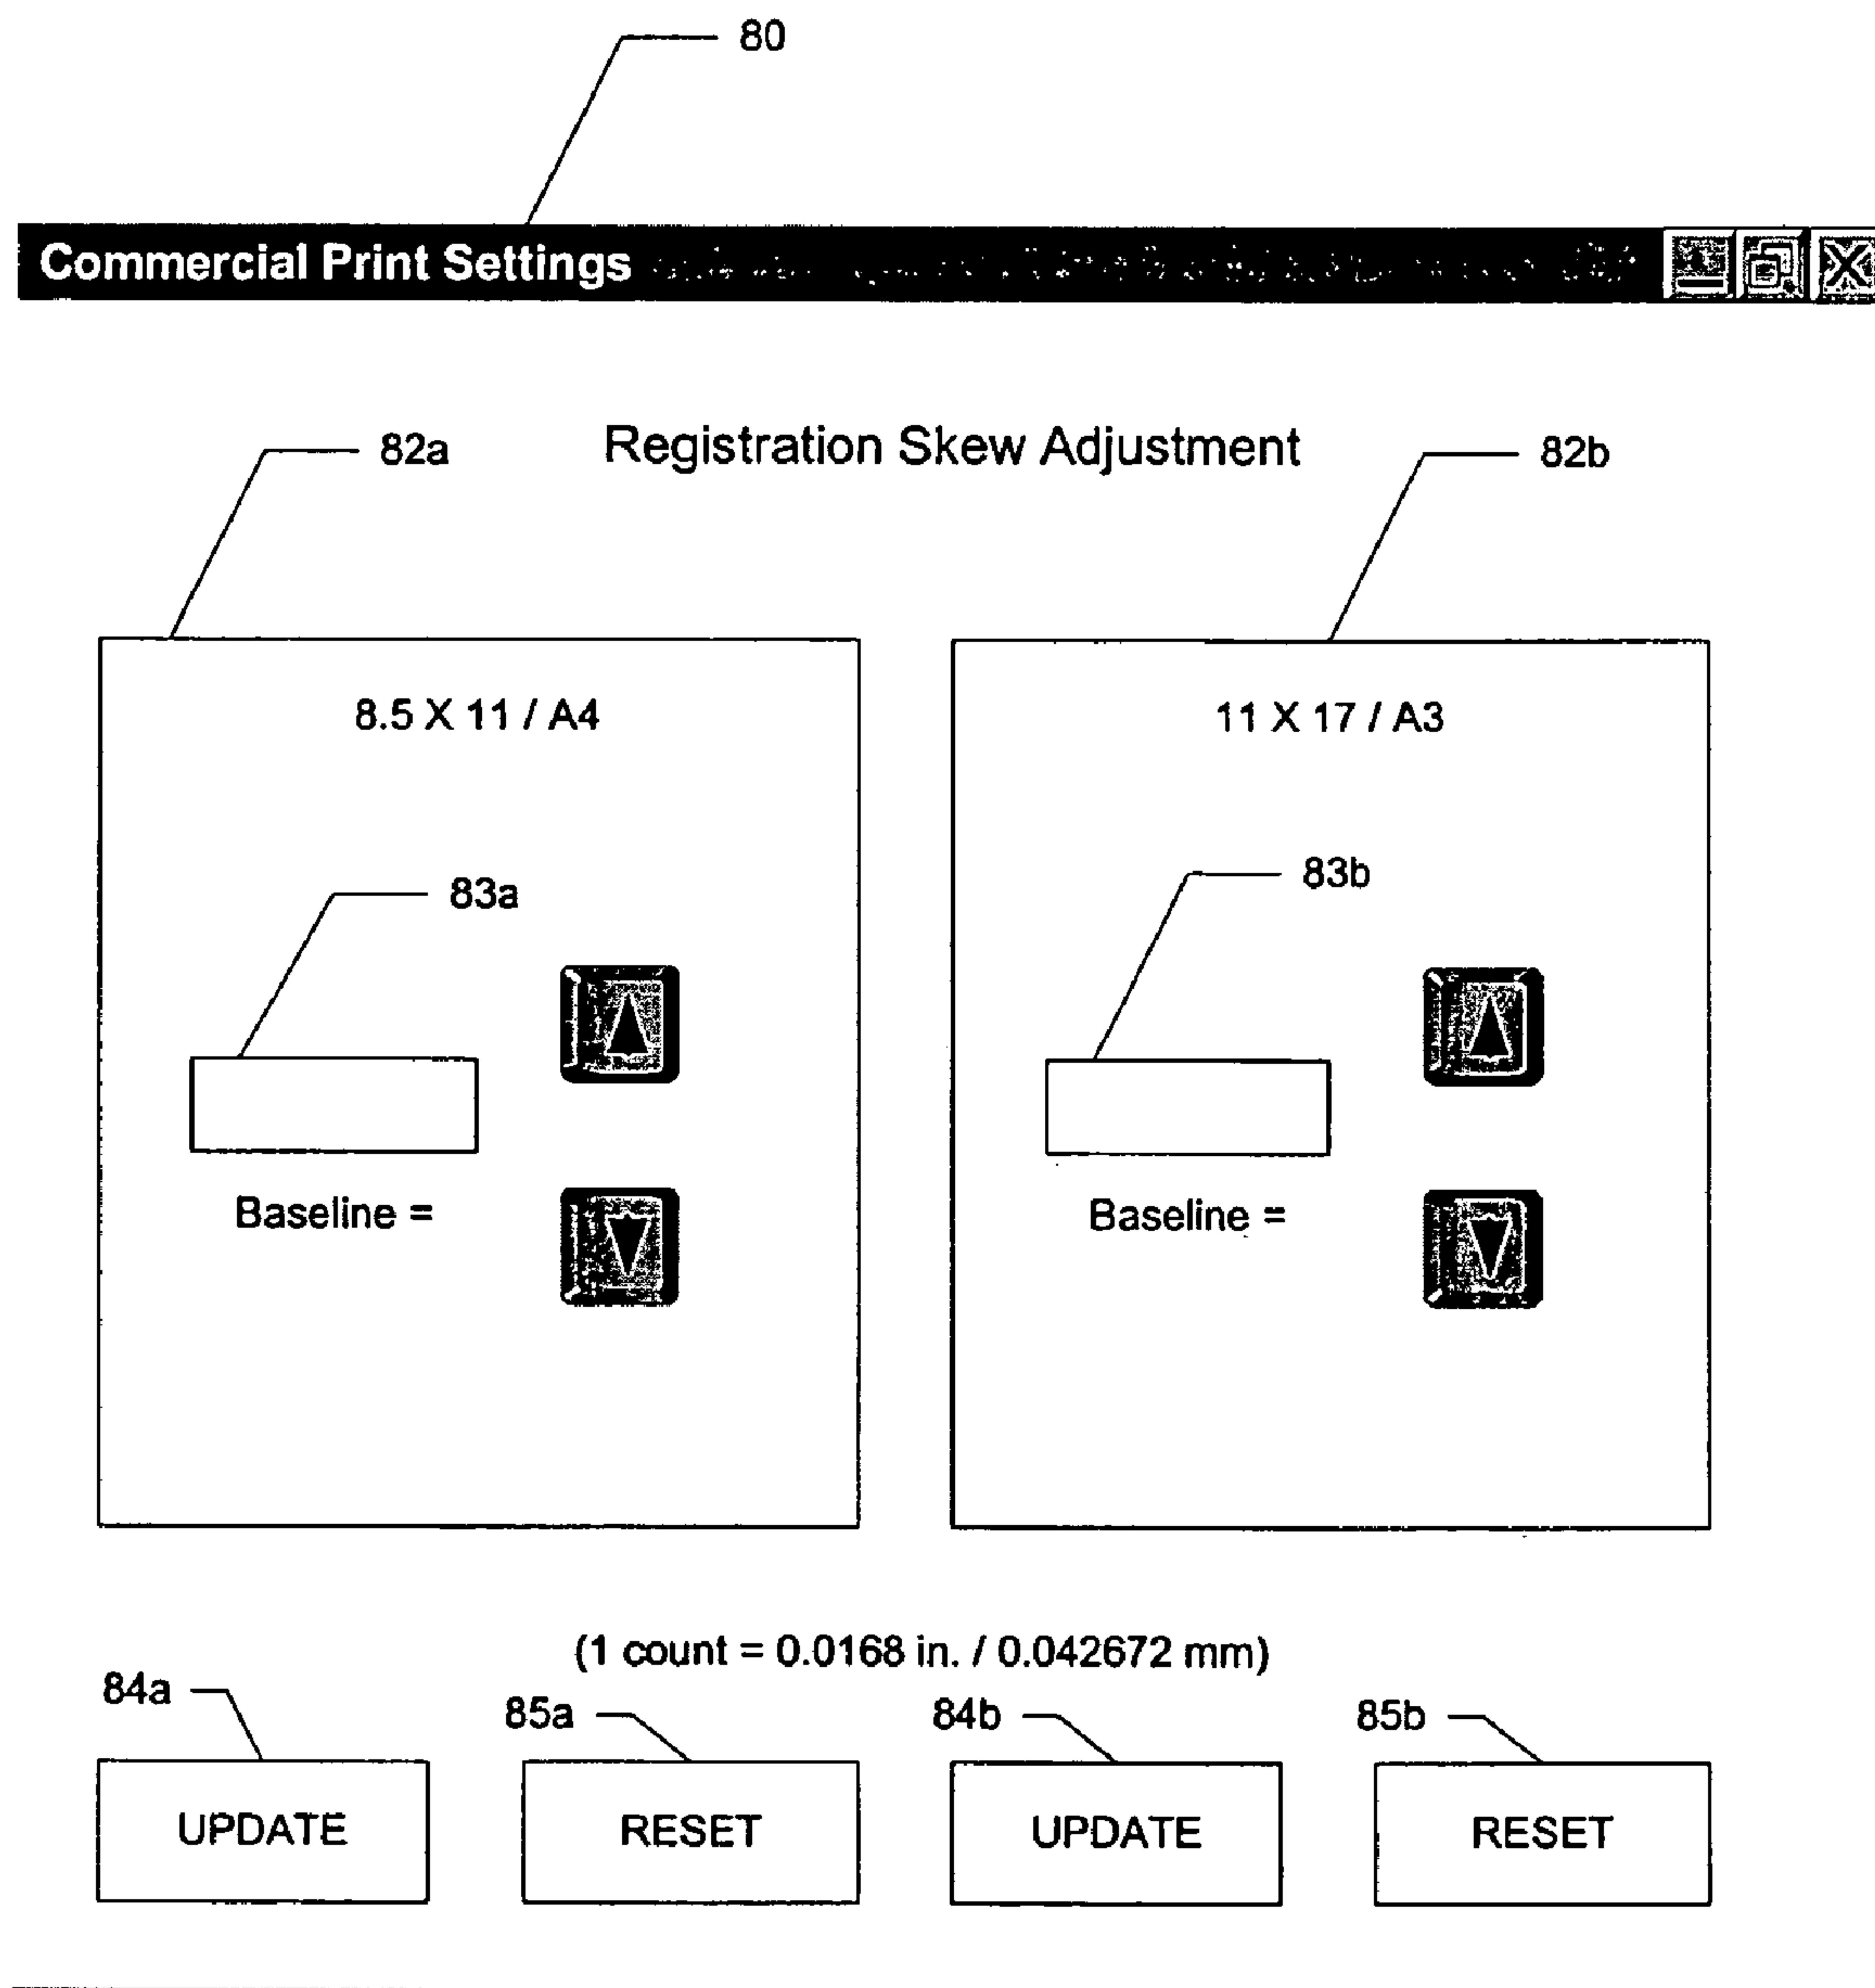 80
Commercial Print Settings
82a
Registration Skew Adjustment
82b
8.5 X 11 / A4
11 X 17 / A3
83a
83b
Baseline =
Baseline =
(1 count = 0.0168 in. / 0.042672 mm)
84a
85a
84b
85b
UPDATE
RESET
UPDATE
RESET